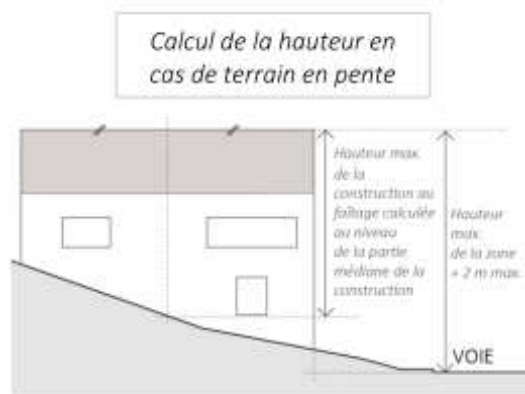 Calcul de la hauteur en
cas de terrain en pente
Hauteur max.
de la
construction au
faîtage calculée
au niveau
de la partie
médiane de la
construction
Hauteur
max.
de la zone
+ 2 m max.
VOIE